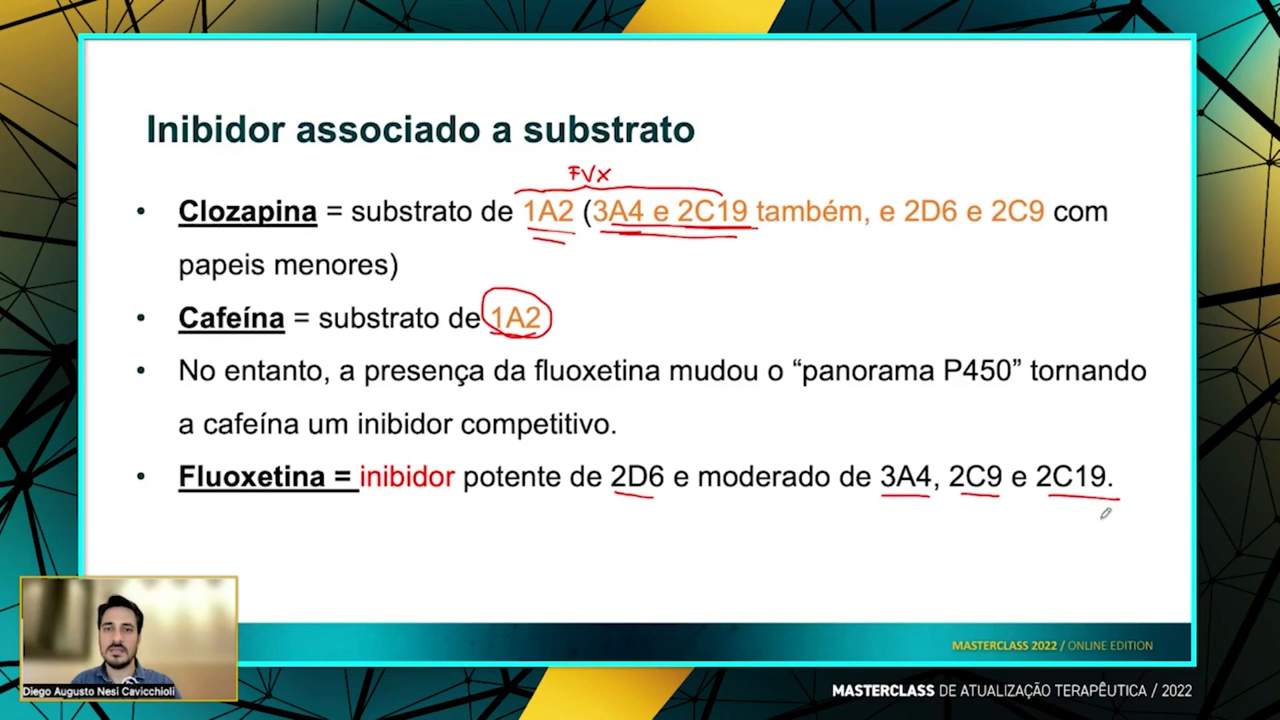 Inibidor associado a substrato
FVX
• Clozapina = substrato de 1A2 (3A4 e 2C19 também, e 2D6 e 2C9 com
papeis menores)
• Cafeína = substrato de 1A2
• No entanto, a presença da fluoxetina mudou o “panorama P450” tornando
a cafeína um inibidor competitivo.
• Fluoxetina = inibidor potente de 2D6 e moderado de 3A4, 2C9 e 2C19.
MASTERCLASS 2022 / ONLINE EDITION
Diego Augusto Nesi Cavicchioli
MASTERCLASS DE ATUALIZAÇÃO TERAPÊUTICA / 2022